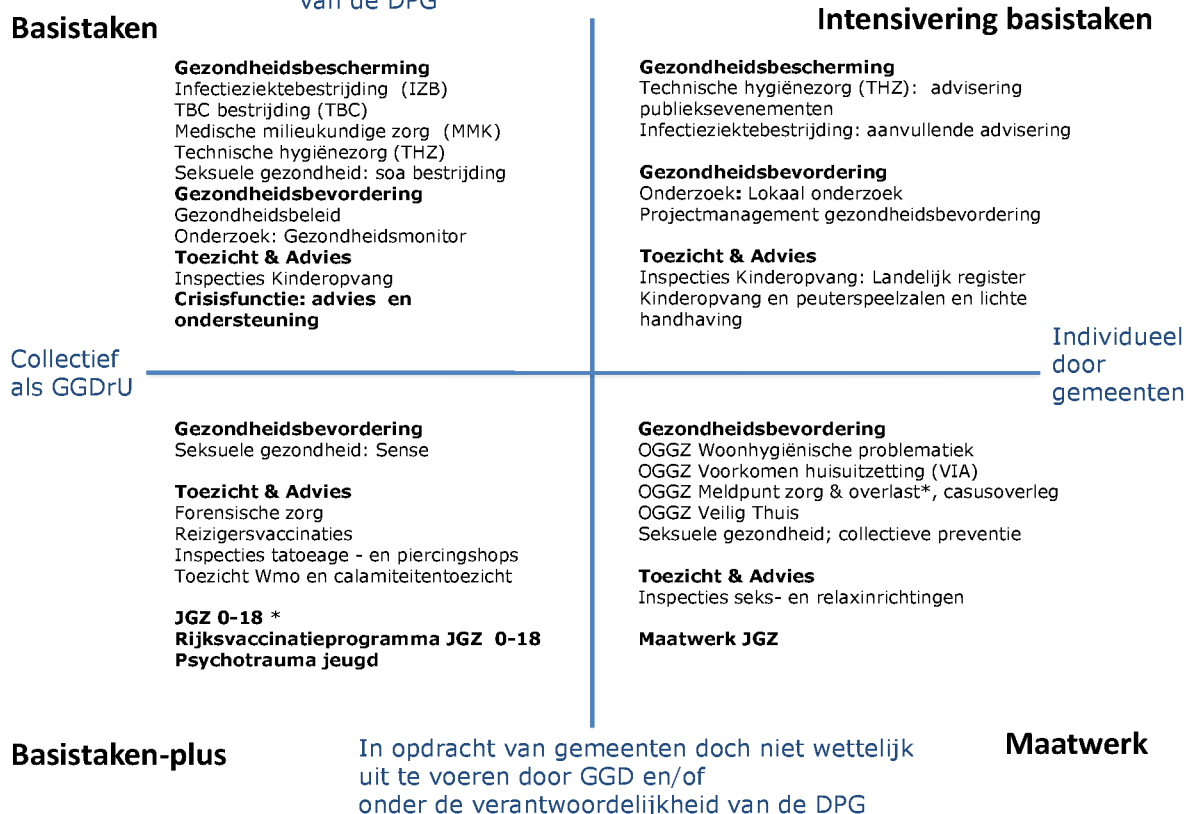 van de DPG
Basistaken
Intensivering basistaken
Gezondheidsbescherming
Infectieziektebestrijding (IZB)
TBC bestrijding (TBC)
Medische milieukundige zorg (MMK)
Technische hygiënezorg (THZ)
Seksuele gezondheid: soa bestrijding
Gezondheidsbevordering
Gezondheidsbeleid
Onderzoek: Gezondheidsmonitor
Toezicht & Advies
Inspecties Kinderopvang
Crisisfunctie: advies en
ondersteuning
Gezondheidsbescherming
Technische hygiënezorg (THZ): advisering
publieksevenementen
Infectieziektebestrijding: aanvullende advisering
Gezondheidsbevordering
Onderzoek: Lokaal onderzoek
Projectmanagement gezondheidsbevordering
Toezicht & Advies
Inspecties Kinderopvang: Landelijk register
Kinderopvang en peuterspeelzalen en lichte
handhaving
Collectief
als GGDrU
Individueel
door
gemeenten
Gezondheidsbevordering
Seksuele gezondheid: Sense
Toezicht & Advies
Forensische zorg
Reizigersvaccinaties
Inspecties tatoeage - en piercingshops
Toezicht Wmo en calamiteitentoezicht
JGZ 0-18 *
Rijksvaccinatieprogramma JGZ 0-18
Psychotrauma jeugd
Gezondheidsbevordering
OGGZ Woonhygiënische problematiek
OGGZ Voorkomen huisuitzetting (VIA)
OGGZ Meldpunt zorg & overlast*, casusoverleg
OGGZ Veilig Thuis
Seksuele gezondheid; collectieve preventie
Toezicht & Advies
Inspecties seks- en relaxinrichtingen
Maatwerk JGZ
Basistaken-plus
In opdracht van gemeenten doch niet wettelijk
uit te voeren door GGD en/of
onder de verantwoordelijkheid van de DPG
Maatwerk